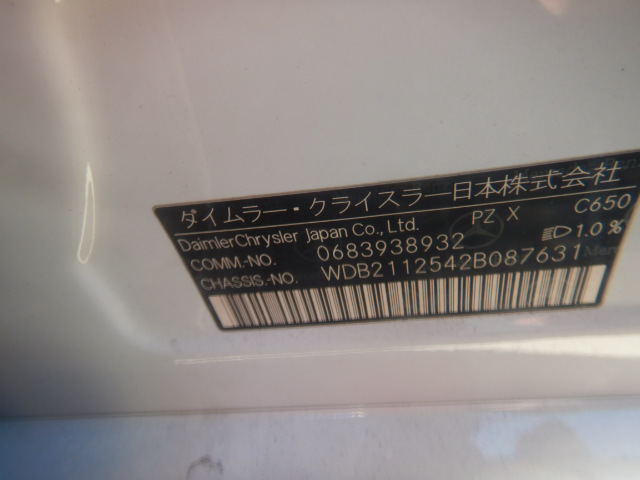 ダイムラー・クライスラー日本株式会社
DaimlerChrysler Japan Co.,Ltd. PZ X C650
COMM.-NO. 0683938932 1.0%
CHASSIS.-NO. WDB2112542B087631